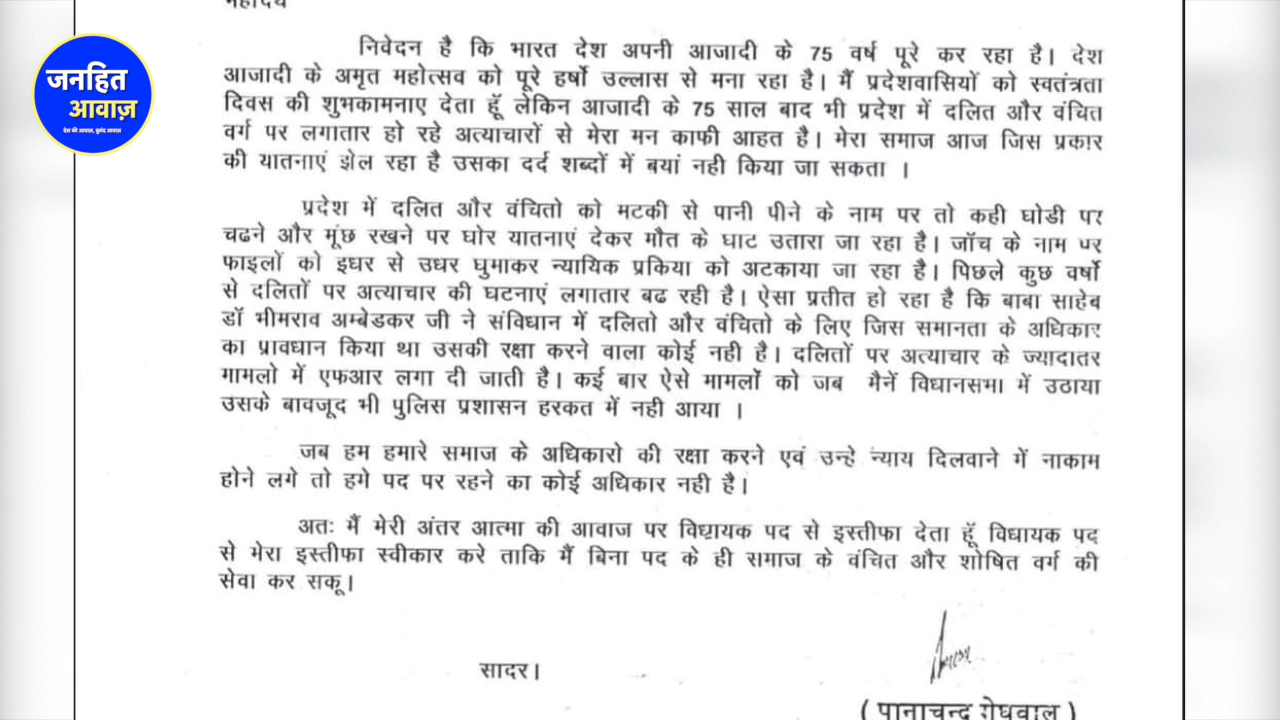 महोदय
जनहित
आवाज़
देश की आवाज़, बुलंद आवाज़
निवेदन है कि भारत देश अपनी आजादी के 75 वर्ष पूरे कर रहा है। देश
आजादी के अमृत महोत्सव को पूरे हर्षो उल्लास से मना रहा है। मैं प्रदेशवासियों को स्वतंत्रता
दिवस की शुभकामनाए देता हूॅ लेकिन आजादी के 75 साल बाद भी प्रदेश में दलित और वंचित
वर्ग पर लगातार हो रहे अत्याचारों से मेरा मन काफी आहत है। मेरा समाज आज जिस प्रकार
की यातनाएं झेल रहा है उसका दर्द शब्दों में बयां नही किया जा सकता ।
प्रदेश में दलित और वंचितो को मटकी से पानी पीने के नाम पर तो कही घोडी पर
चढने और मूंछ रखने पर घोर यातनाएं देकर मौत के घाट उतारा जा रहा है। जॉच के नाम पर
फाइलों को इधर से उधर घुमाकर न्यायिक प्रकिया को अटकाया जा रहा है। पिछले कुछ वर्षो
से दलितों पर अत्याचार की घटनाएं लगातार बढ रही है। ऐसा प्रतीत हो रहा है कि बाबा साहेब
डॉ भीमराव अम्बेडकर जी ने संविधान में दलितो और वंचितो के लिए जिस समानता के अधिकार
का प्रावधान किया था उसकी रक्षा करने वाला कोई नही है। दलितों पर अत्याचार के ज्यादातर
मामलो में एफआर लगा दी जाती है। कई बार ऐसे मामलों को जब मैनें विधानसभा में उठाया
उसके बावजूद भी पुलिस प्रशासन हरकत में नही आया ।
जब हम हमारे समाज के अधिकारो की रक्षा करने एवं उन्हे न्याय दिलवाने में नाकाम
होने लगे तो हमे पद पर रहने का कोई अधिकार नही है।
अतः मैं मेरी अंतर आत्मा की आवाज पर विधायक पद से इस्तीफा देता हूॅ विधायक पद
से मेरा इस्तीफा स्वीकार करे ताकि मैं बिना पद के ही समाज के वंचित और शोषित वर्ग की
सेवा कर सकू।
सादर।
( पानाचन्द मेघवाल )